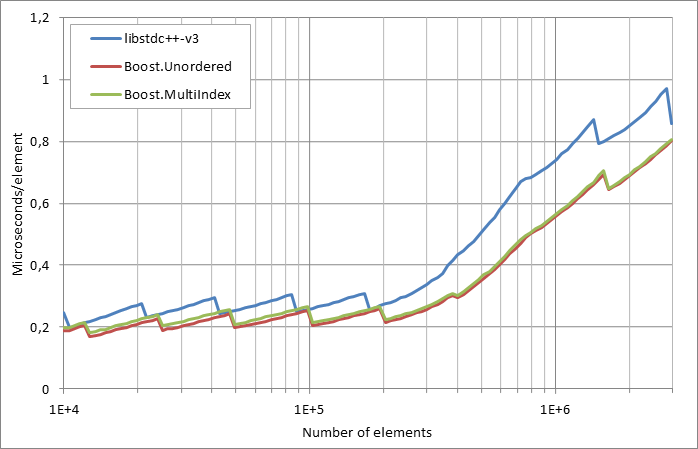 1,2
1
0,8
0,6
0,4
0,2
0
Microseconds/element
libstdc++-v3
Boost.Unordered
Boost.MultiIndex
1E+4 1E+5 1E+6
Number of elements